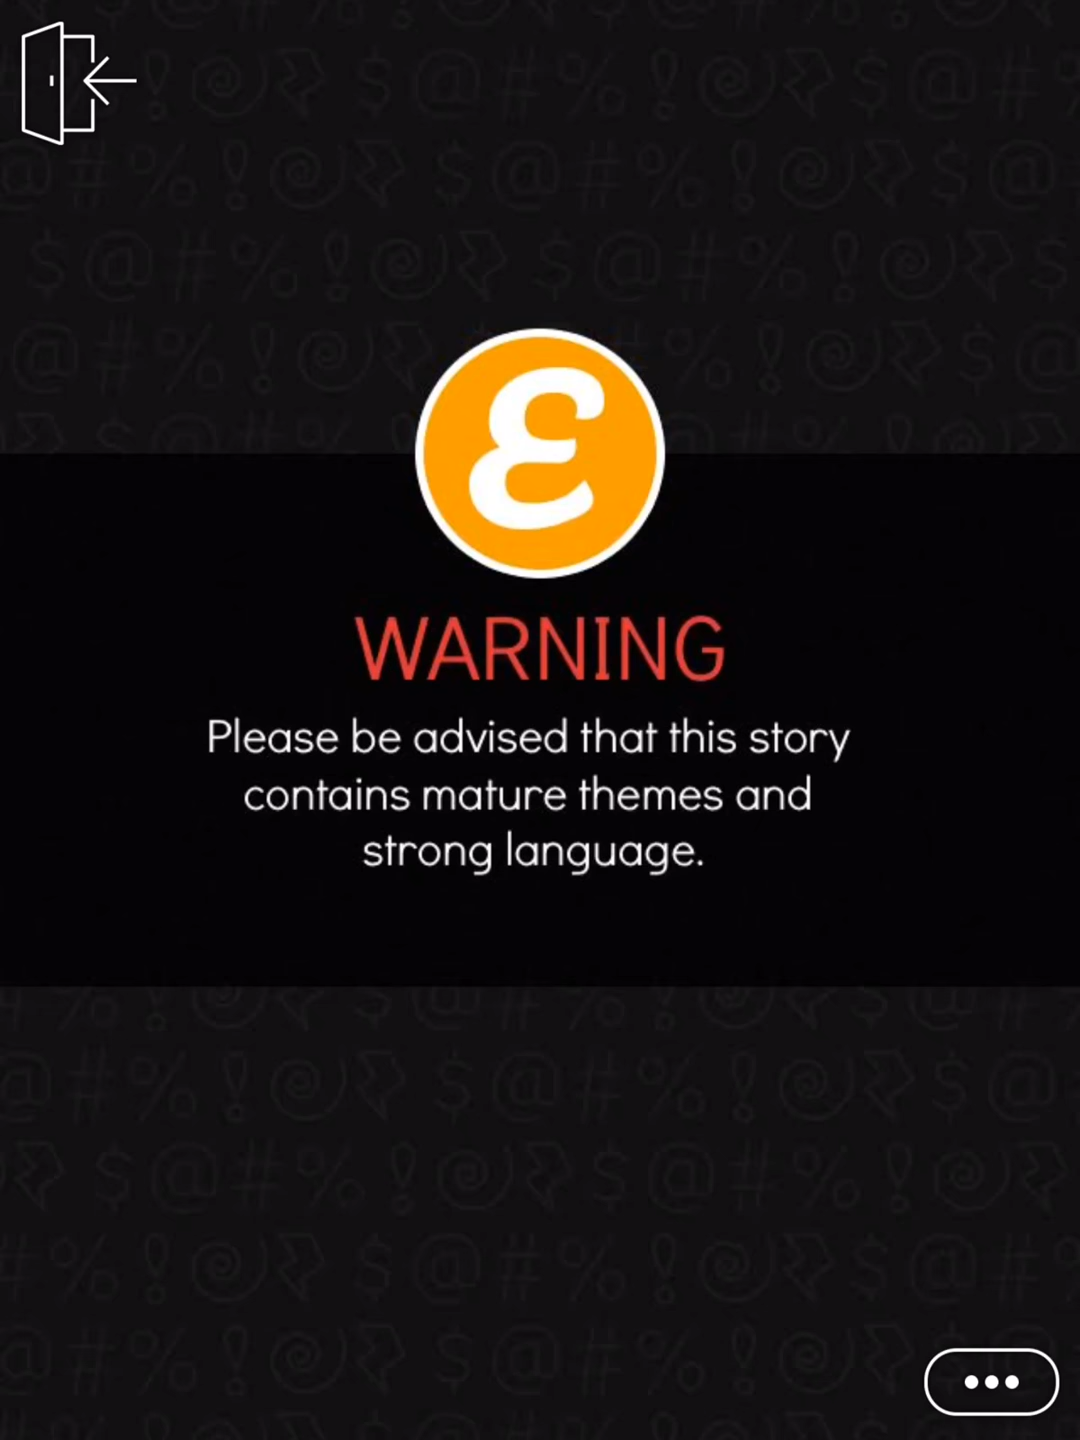 ε
WARNING
Please be advised that this story
contains mature themes and
strong language.